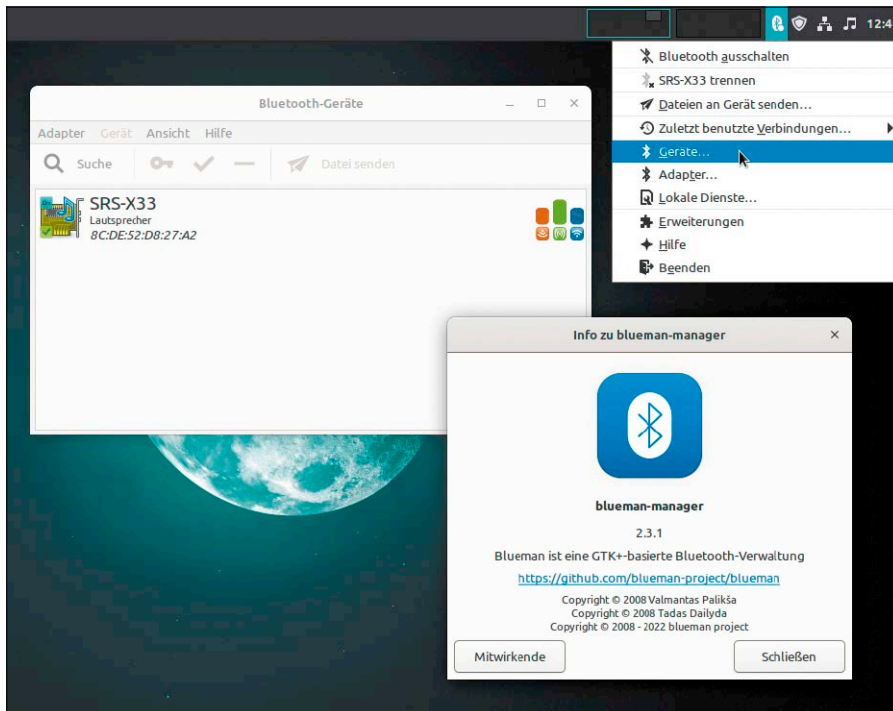 12:4
Bluetooth ausschalten
SRS-X33 trennen
Dateien an Gerät senden...
Zuletzt benutzte Verbindungen...
Geräte...
Adapter...
Lokale Dienste...
Erweiterungen
Hilfe
Beenden
Bluetooth-Geräte
Adapter Gerät Ansicht Hilfe
Suche Datei senden
SRS-X33
Lautsprecher
8C:DE:52:D8:27:A2
Info zu blueman-manager
blueman-manager
2.3.1
Blueman ist eine GTK+-basierte Bluetooth-Verwaltung
https://github.com/blueman-project/blueman
Copyright © 2008 Valmantas Palikša
Copyright © 2008 Tadas Dailyda
Copyright © 2008 - 2022 blueman project
Mitwirkende Schließen